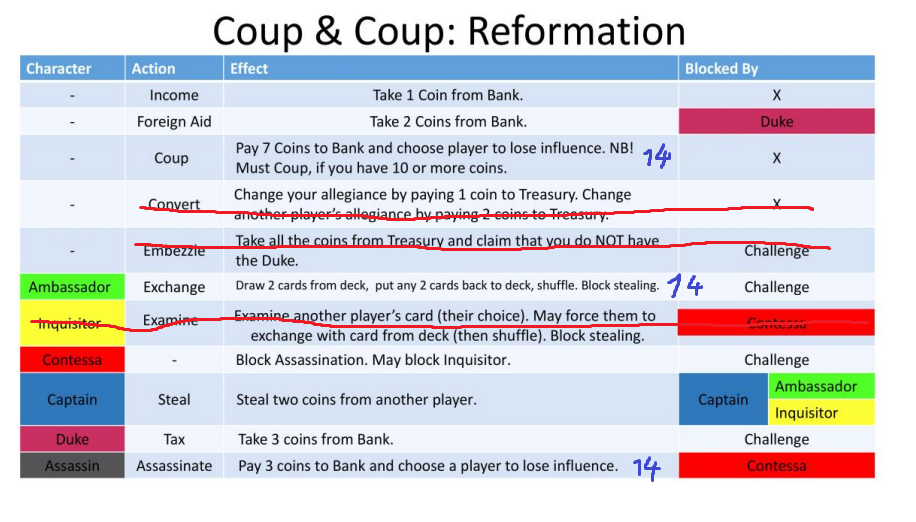 Coup & Coup: Reformation
Character Action Effect Blocked By
- Income Take 1 Coin from Bank. X
- Foreign Aid Take 2 Coins from Bank. Duke
- Coup Pay 7 Coins to Bank and choose player to lose influence. NB! 14 X
Must Coup, if you have 10 or more coins.
- Convert Change your allegiance by paying 1 coin to Treasury. Change X
another player's allegiance by paying 2 coins to Treasury.
- Embezzle Take all the coins from Treasury and claim that you do NOT have Challenge
the Duke.
Ambassador Exchange Draw 2 cards from deck, put any 2 cards back to deck, shuffle. Block stealing. 14 Challenge
Inquisitor Examine Examine another player's card (their choice). May force them to Contessa
exchange with card from deck (then shuffle). Block stealing.
Contessa - Block Assassination. May block Inquisitor. Challenge
Captain Steal Steal two coins from another player. Captain Ambassador
Inquisitor
Duke Tax Take 3 coins from Bank. Challenge
Assassin Assassinate Pay 3 coins to Bank and choose a player to lose influence. 14 Contessa